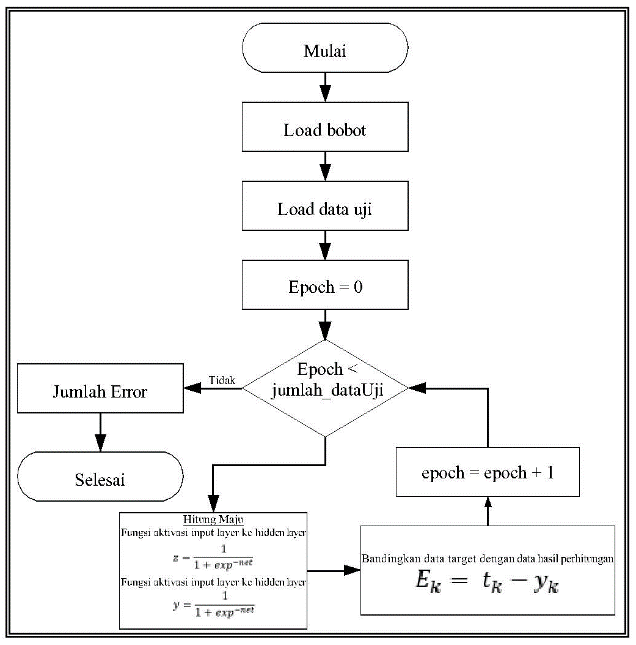 Mulai
Load bobot
Load data uji
Epoch = 0
Epoch <
jumlah_dataUji
Tidak
Jumlah Error
Selesai
Hitung Maju
Fungsi aktivasi input layer ke hidden layer
z = 1 / (1 + exp^-net)
Fungsi aktivasi input layer ke hidden layer
y = 1 / (1 + exp^-net)
Bandingkan data target dengan data hasil perhitungan
E_k = t_k − y_k
epoch = epoch + 1